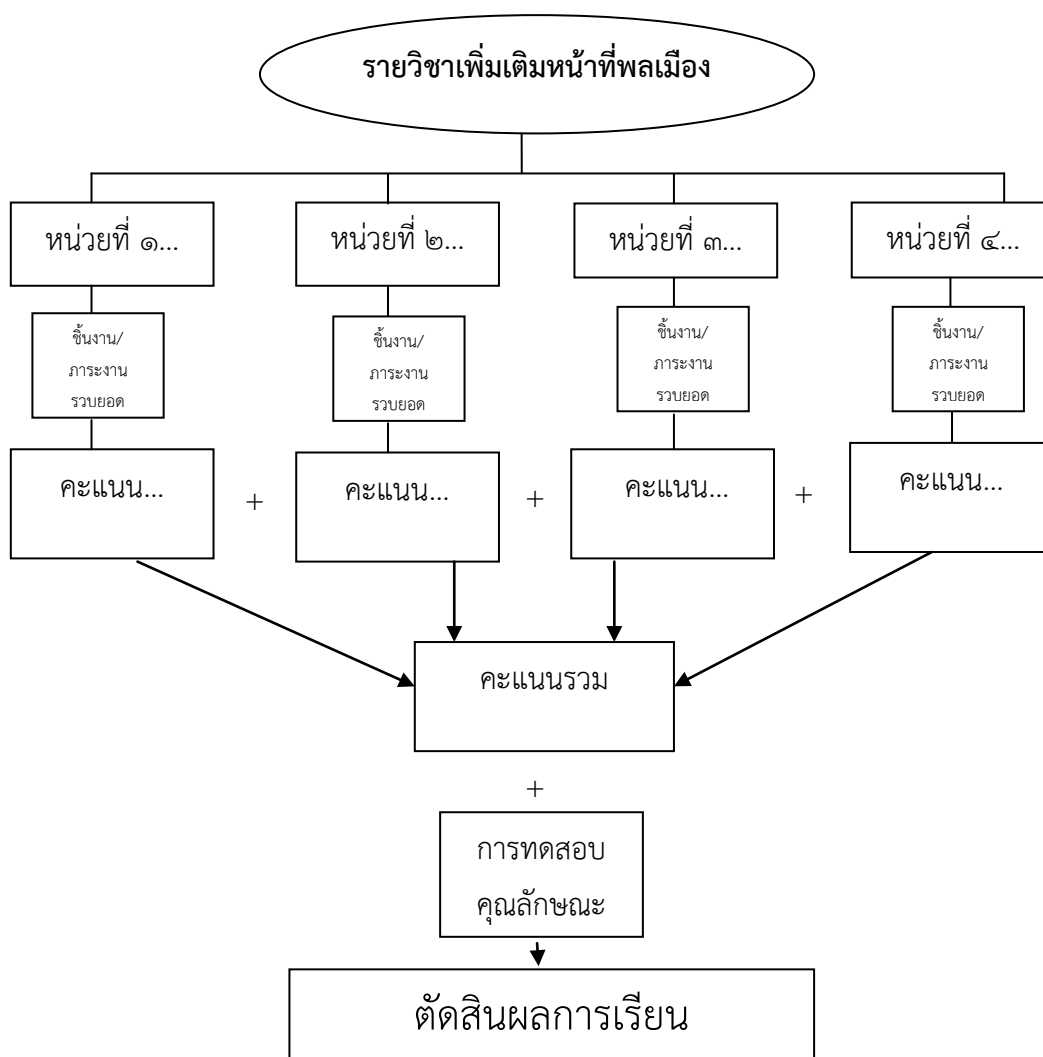 รายวิชาเพิ่มเติมหน้าที่พลเมือง
หน่วยที่ ๑...
หน่วยที่ ๒...
หน่วยที่ ๓...
หน่วยที่ ๔...
ชิ้นงาน/
ภาระงาน
รวบยอด
ชิ้นงาน/
ภาระงาน
รวบยอด
ชิ้นงาน/
ภาระงาน
รวบยอด
ชิ้นงาน/
ภาระงาน
รวบยอด
คะแนน...
+
คะแนน...
+
คะแนน...
+
คะแนน...
คะแนนรวม
+
การทดสอบ
คุณลักษณะ
ตัดสินผลการเรียน